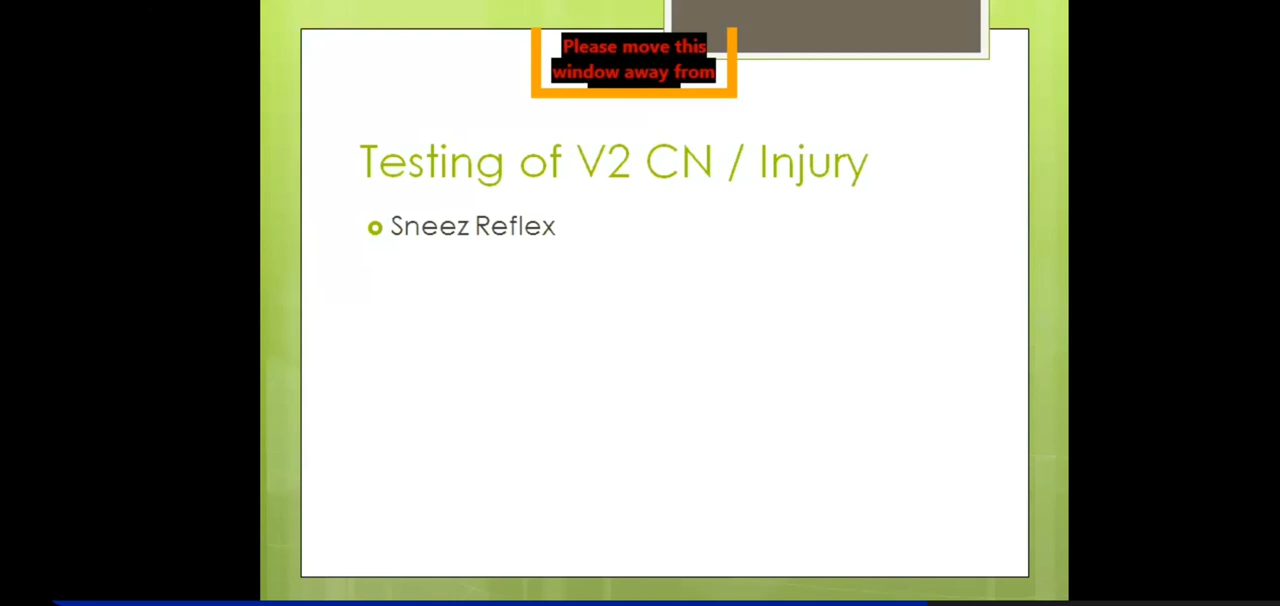 Please move this
window away from
Testing of V2 CN / Injury
Sneez Reflex